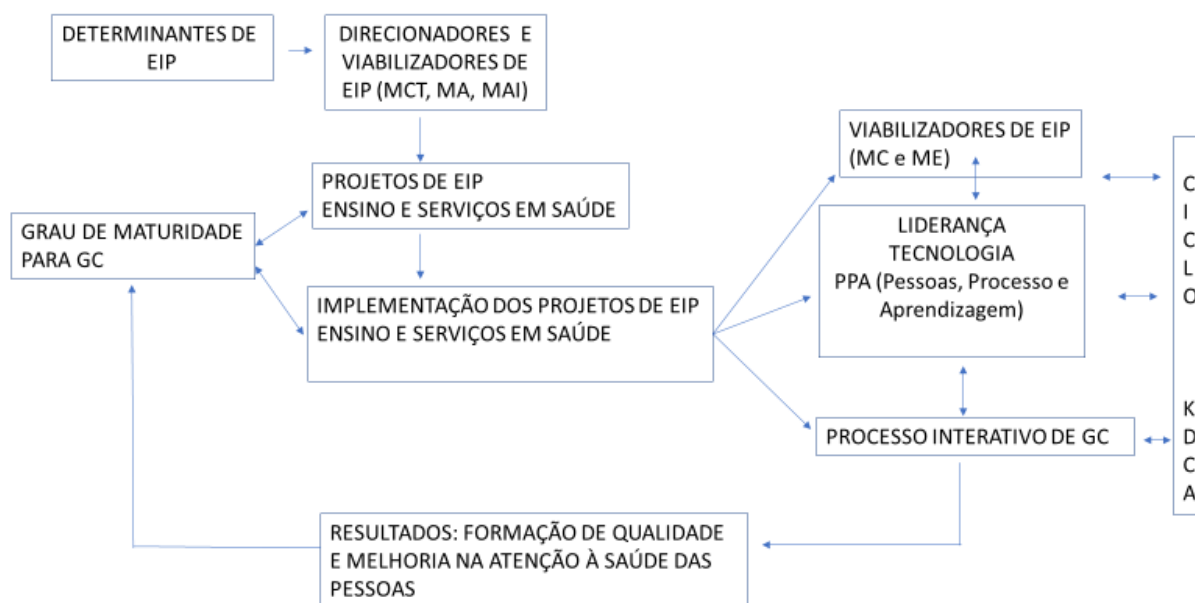 DETERMINANTES DE
EIP
DIRECIONADORES E
VIABILIZADORES DE
EIP (MCT, MA, MAI)
VIABILIZADORES DE EIP
(MC e ME)
PROJETOS DE EIP
ENSINO E SERVIÇOS EM SAÚDE
GRAU DE MATURIDADE
PARA GC
LIDERANÇA
TECNOLOGIA
PPA (Pessoas, Processo e
Aprendizagem)
IMPLEMENTAÇÃO DOS PROJETOS DE EIP
ENSINO E SERVIÇOS EM SAÚDE
PROCESSO INTERATIVO DE GC
C
I
C
L
O
K
D
C
A
RESULTADOS: FORMAÇÃO DE QUALIDADE
E MELHORIA NA ATENÇÃO À SAÚDE DAS
PESSOAS